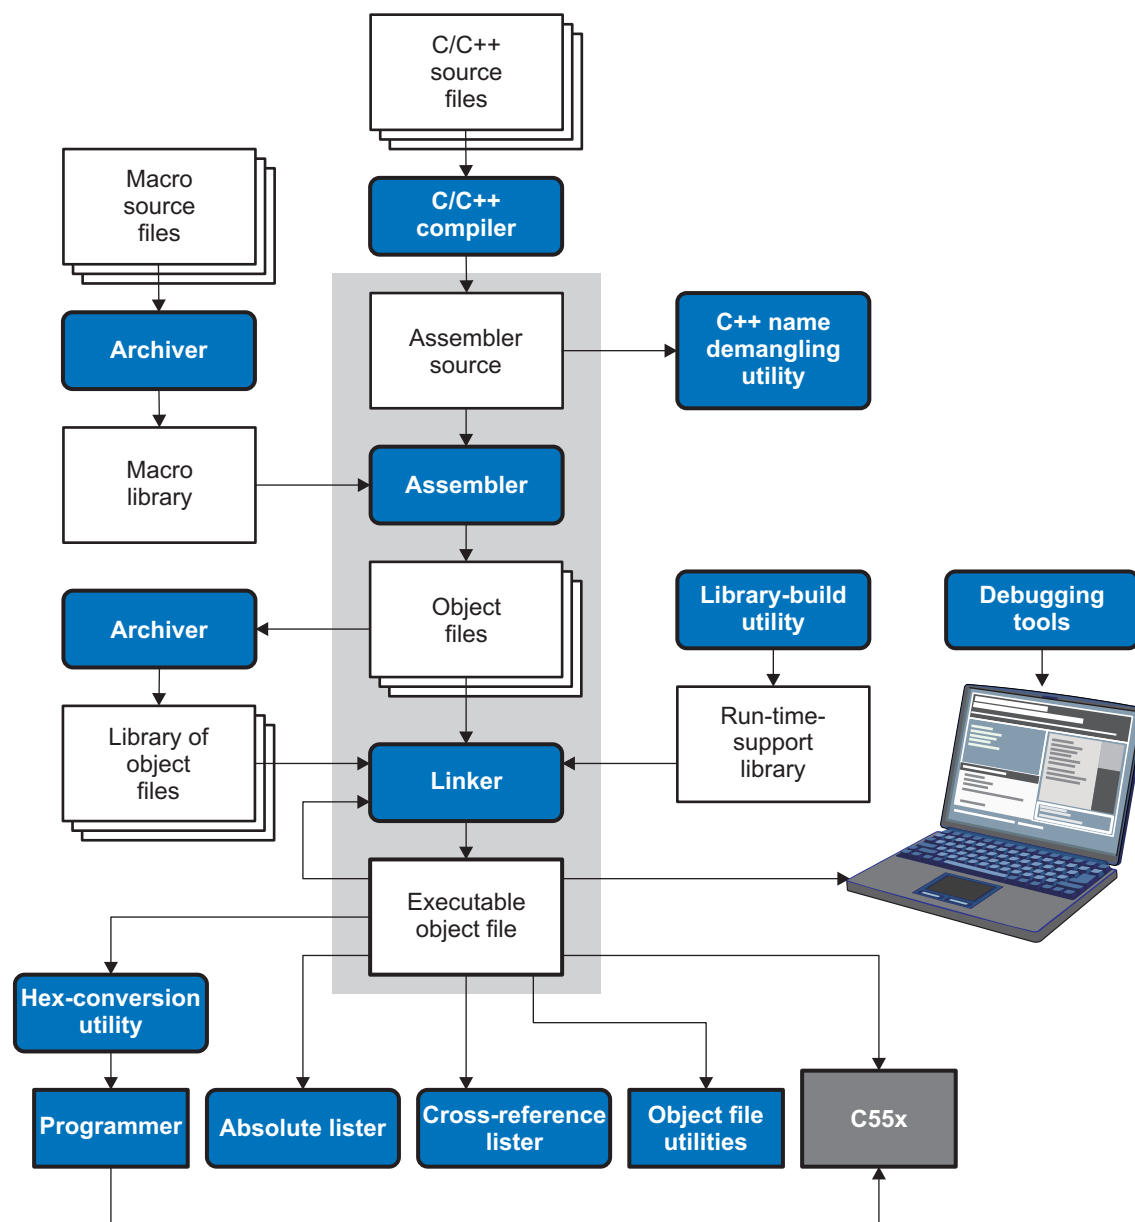 C/C++
source
files
Macro
source
files
C/C++
compiler
Archiver
Assembler
source
C++ name
demangling
utility
Macro
library
Assembler
Archiver
Object
files
Library-build
utility
Debugging
tools
Library of
object
files
Linker
Run-time-
support
library
Executable
object file
Hex-conversion
utility
Programmer
Absolute lister
Cross-reference
lister
Object file
utilities
C55x